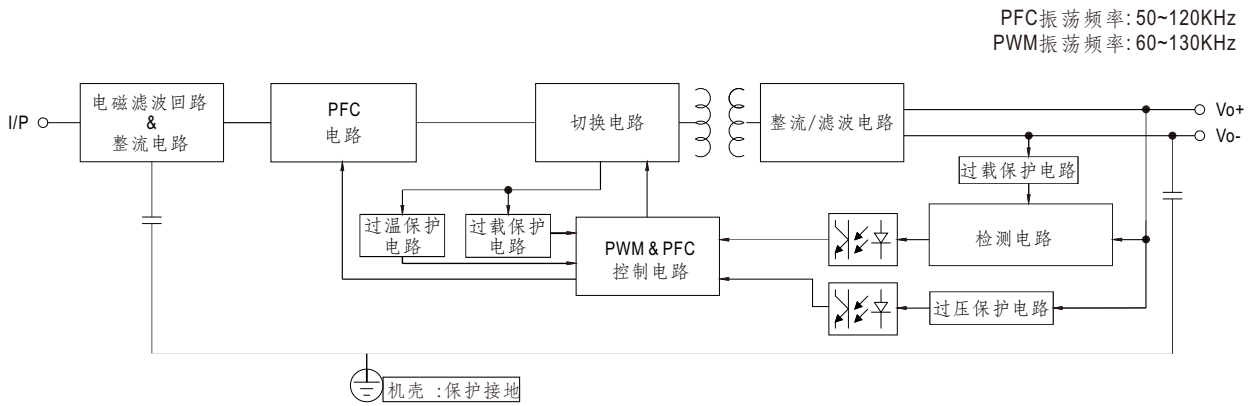 PFC振荡频率: 50~120KHz
PWM振荡频率: 60~130KHz
I/P
电磁滤波回路
&
整流电路
PFC
电路
切换电路
整流/滤波电路
Vo+
Vo-
过载保护电路
过温保护
电路
过载保护
电路
PWM & PFC
控制电路
检测电路
过压保护电路
机壳 :保护接地